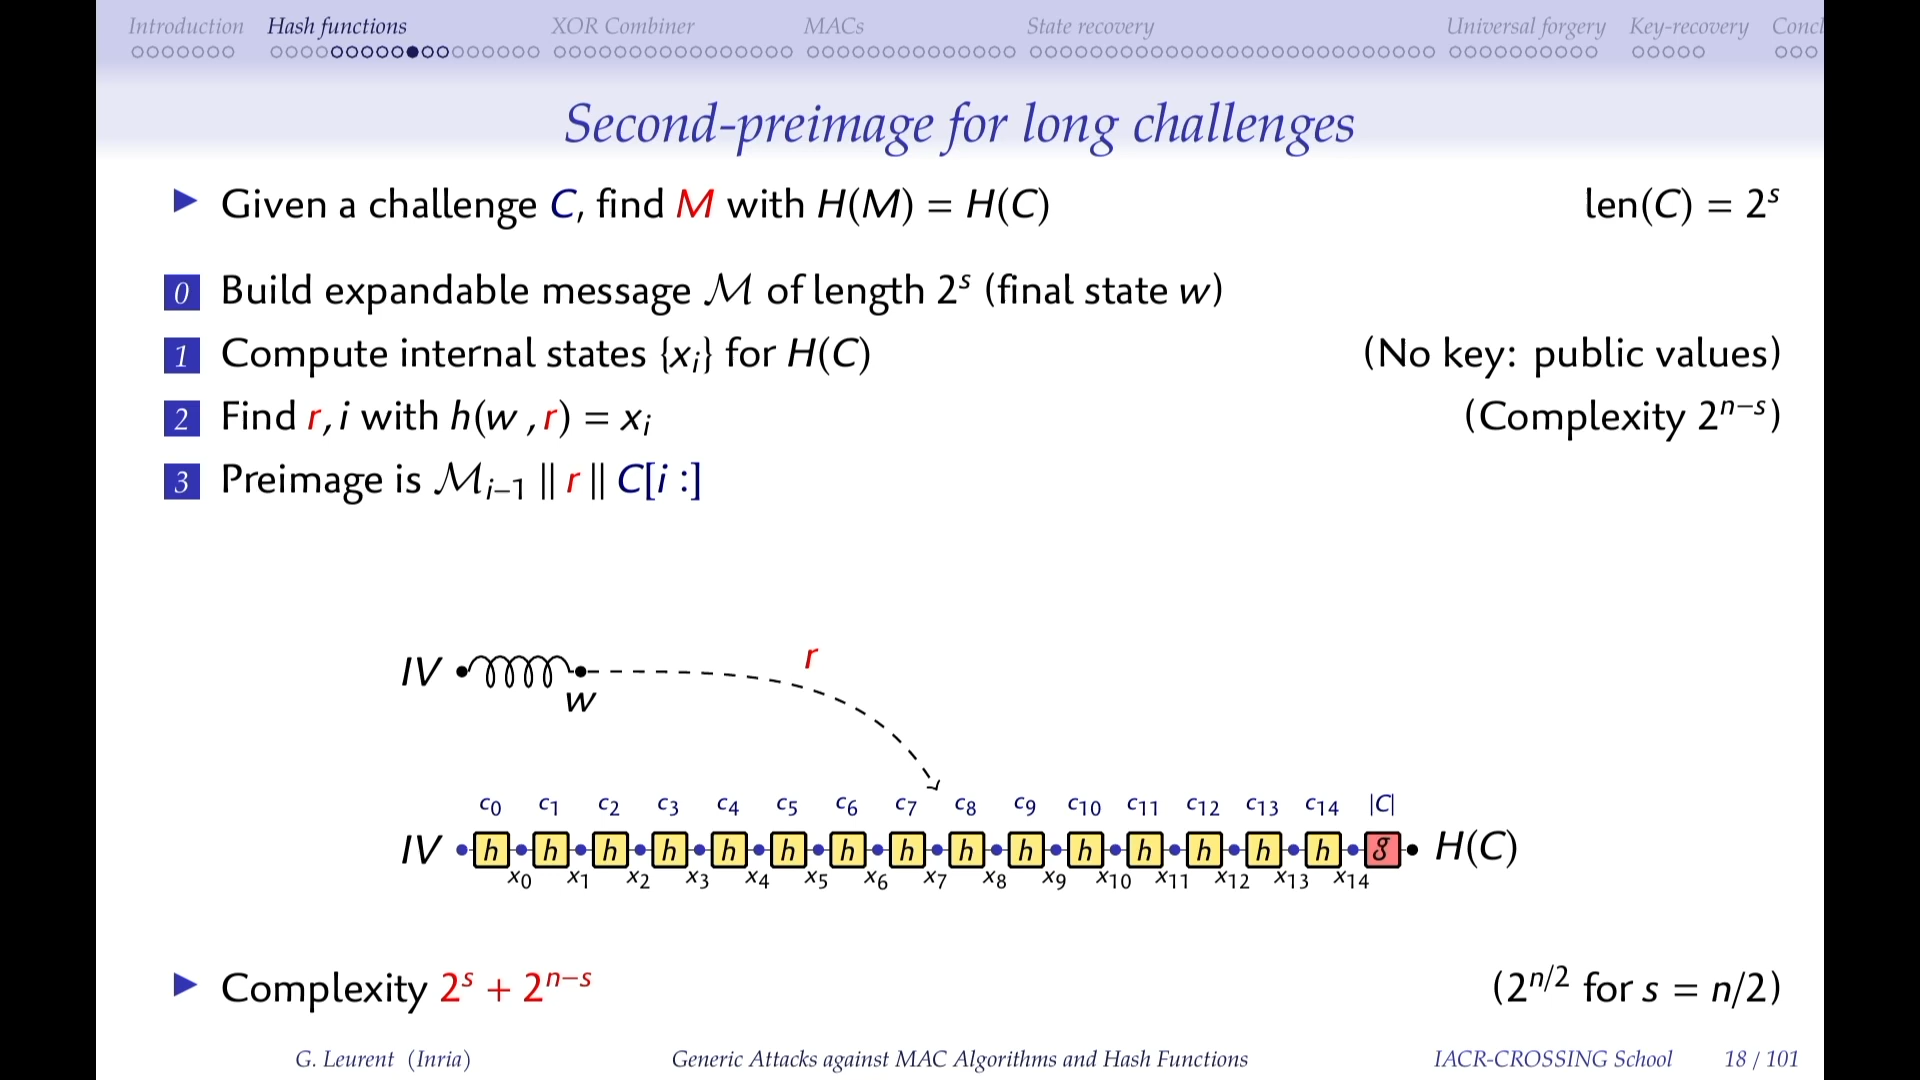 Introduction Hash functions XOR Combiner MACs State recovery Universal forgery Key-recovery Concl
Second-preimage for long challenges
▶ Given a challenge C, find M with H(M) = H(C) len(C) = 2^s
0 Build expandable message ℳ of length 2^s (final state w)
1 Compute internal states {x_i} for H(C) (No key: public values)
2 Find r, i with h(w , r) = x_i (Complexity 2^{n−s})
3 Preimage is ℳ_{i−1} ∥ r ∥ C[i :]
r
IV
w
c_0 c_1 c_2 c_3 c_4 c_5 c_6 c_7 c_8 c_9 c_10 c_11 c_12 c_13 c_14 |C|
IV h h h h h h h h h h h h h h h g H(C)
x_0 x_1 x_2 x_3 x_4 x_5 x_6 x_7 x_8 x_9 x_10 x_11 x_12 x_13 x_14
▶ Complexity 2^s + 2^{n−s} (2^{n/2} for s = n/2)
G. Leurent (Inria) Generic Attacks against MAC Algorithms and Hash Functions IACR-CROSSING School 18 / 101